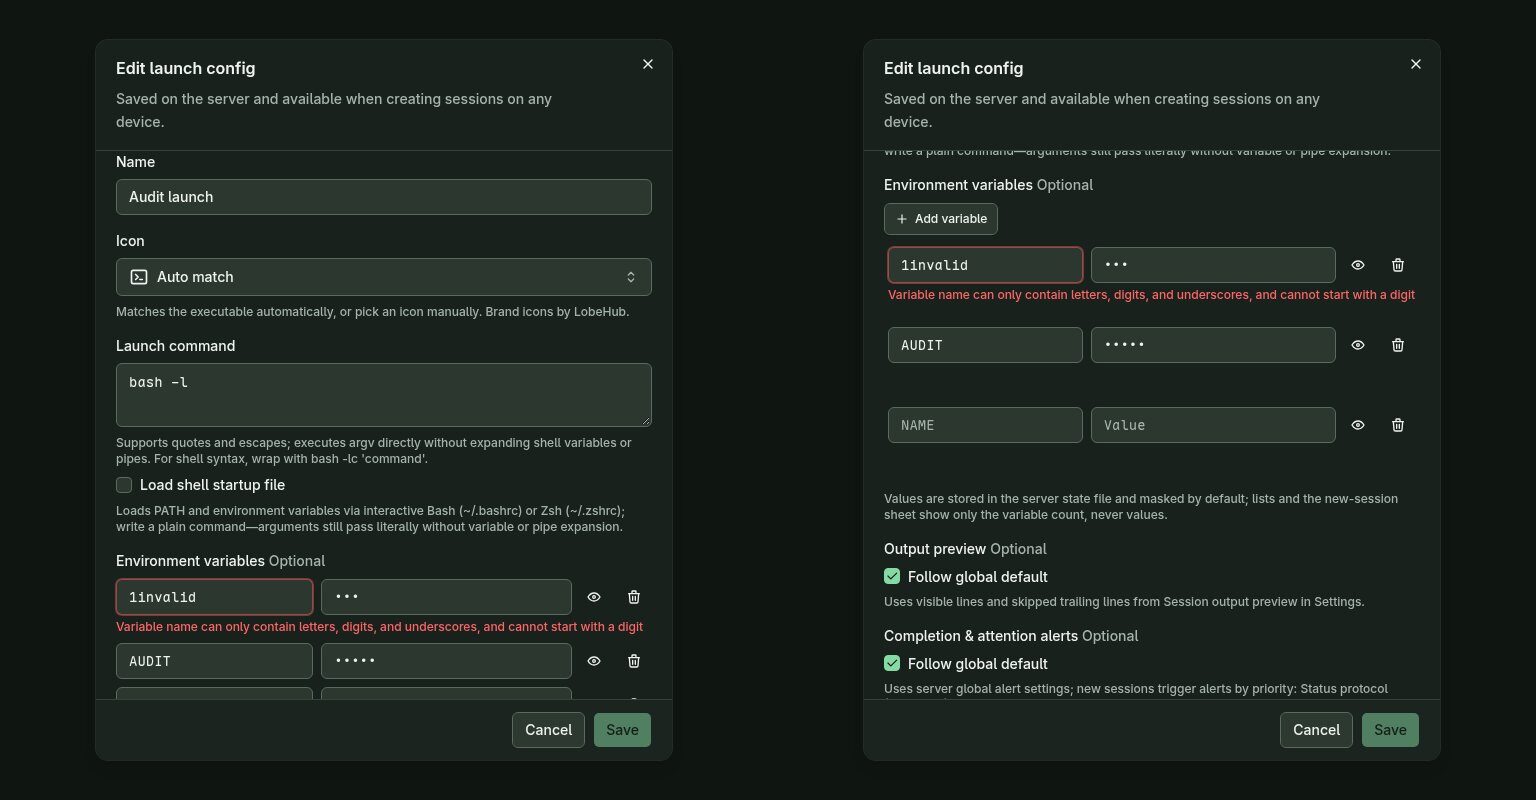 Edit launch config
Saved on the server and available when creating sessions on any
device.
Name
Audit launch
Icon
Auto match
Matches the executable automatically, or pick an icon manually. Brand icons by LobeHub.
Launch command
bash -l
Supports quotes and escapes; executes argv directly without expanding shell variables or
pipes. For shell syntax, wrap with bash -lc 'command'.
Load shell startup file
Loads PATH and environment variables via interactive Bash (~/.bashrc) or Zsh (~/.zshrc);
write a plain command—arguments still pass literally without variable or pipe expansion.
Environment variables Optional
1invalid •••
Variable name can only contain letters, digits, and underscores, and cannot start with a digit
AUDIT •••••
Cancel Save
Edit launch config
Saved on the server and available when creating sessions on any
device.
write a plain command—arguments still pass literally without variable or pipe expansion.
Environment variables Optional
+ Add variable
1invalid •••
Variable name can only contain letters, digits, and underscores, and cannot start with a digit
AUDIT •••••
NAME Value
Values are stored in the server state file and masked by default; lists and the new-session
sheet show only the variable count, never values.
Output preview Optional
Follow global default
Uses visible lines and skipped trailing lines from Session output preview in Settings.
Completion & attention alerts Optional
Follow global default
Uses server global alert settings; new sessions trigger alerts by priority: Status protocol
Cancel Save